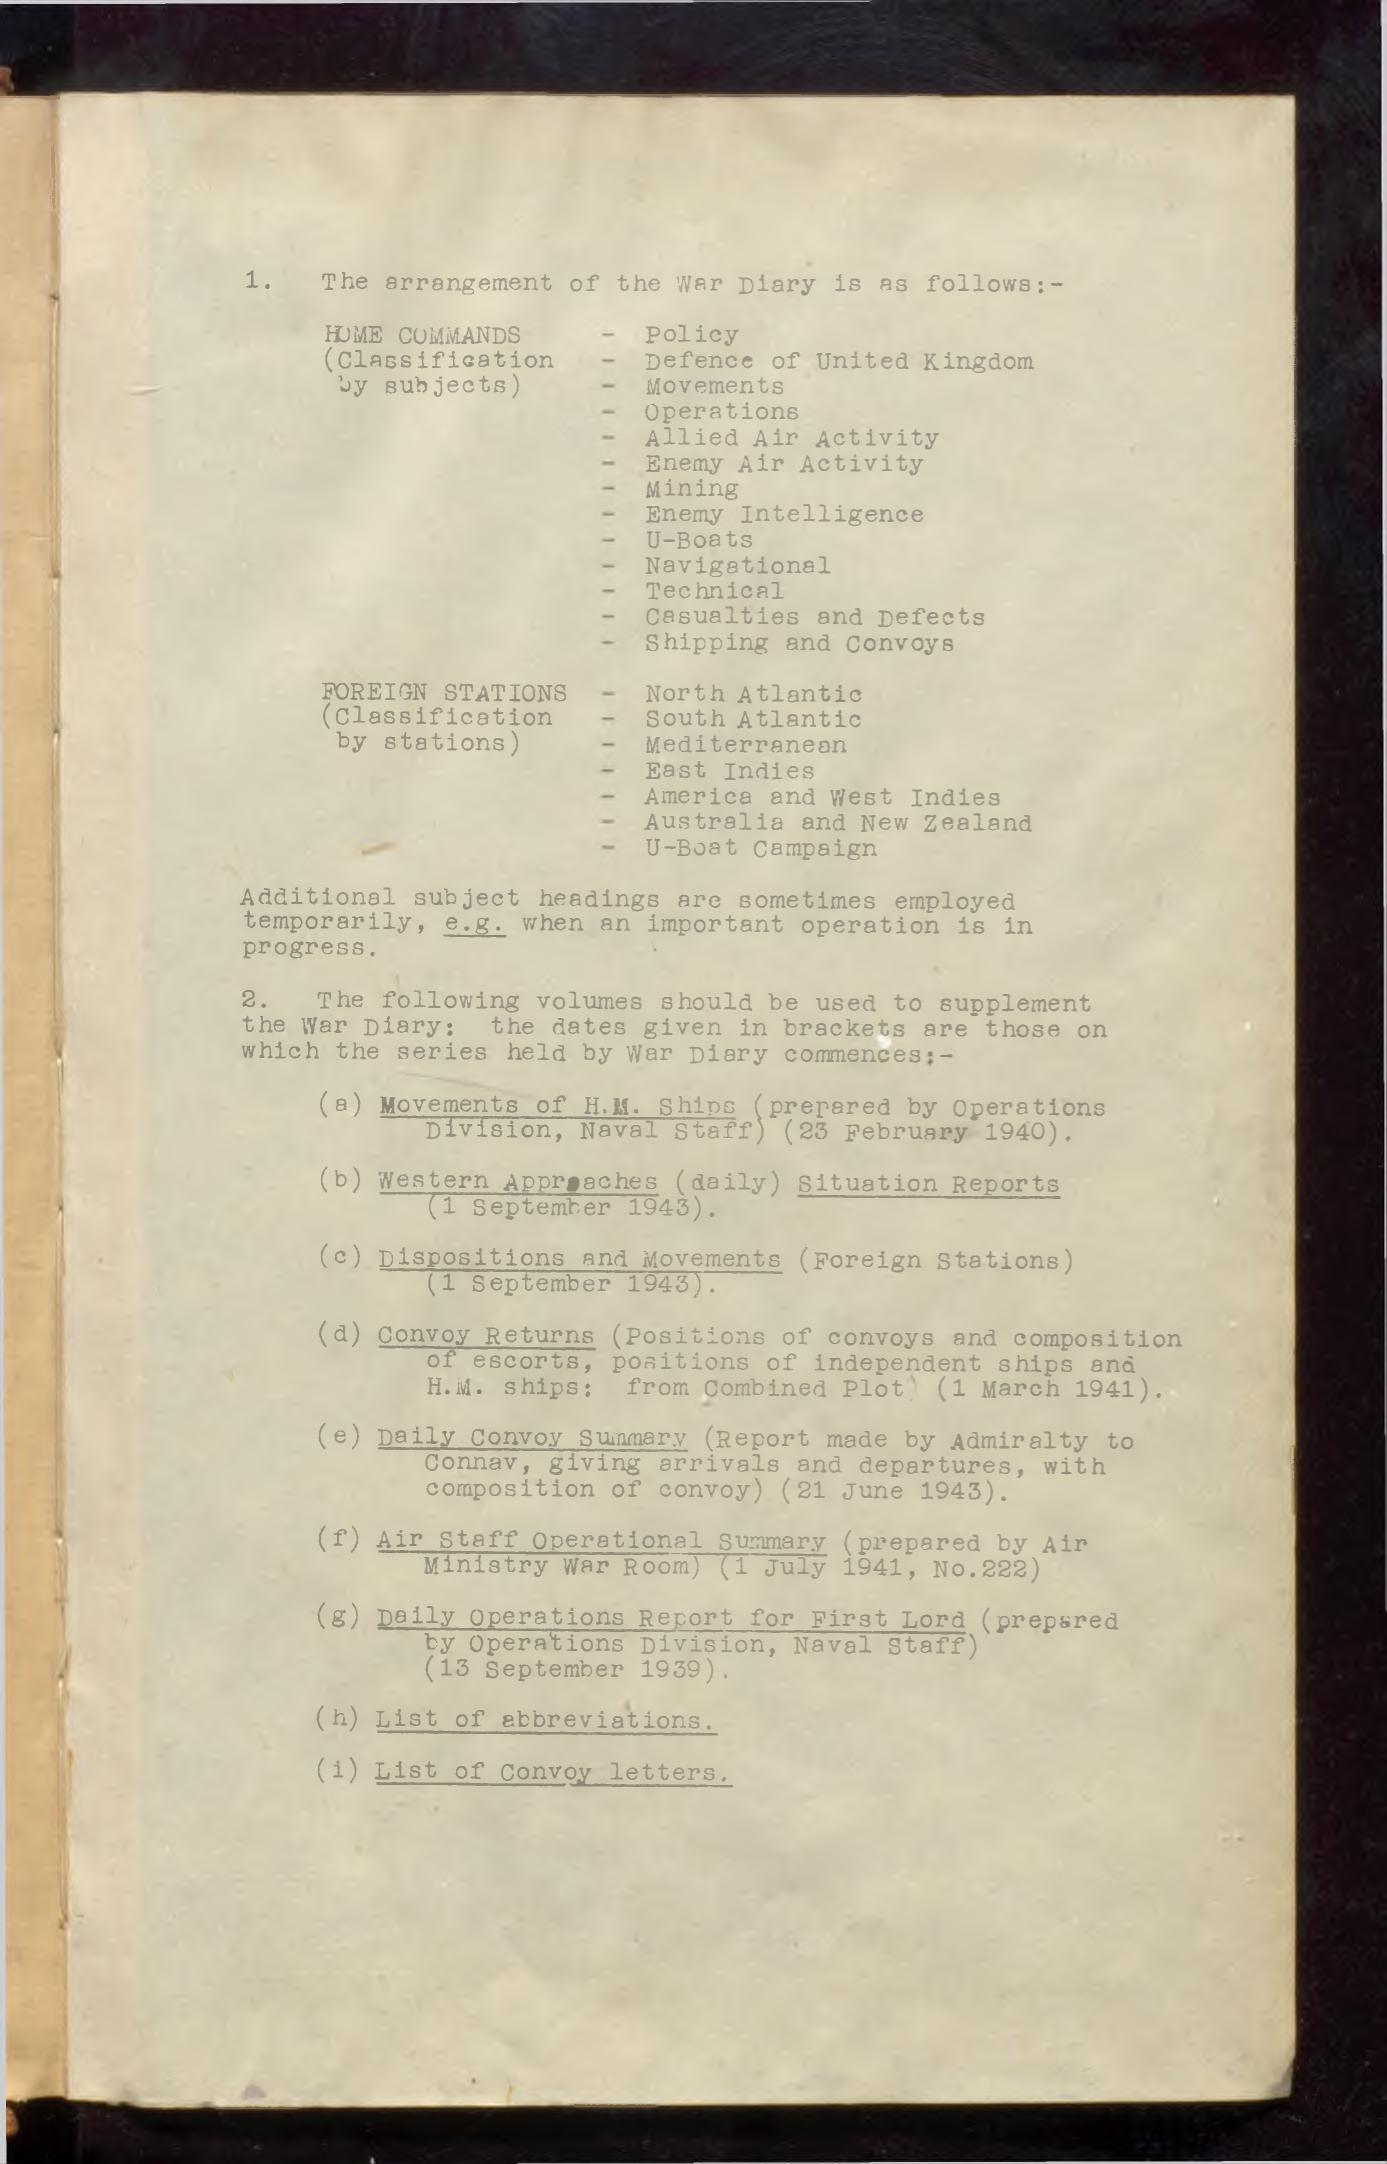 1. The arrangement of the War Diary is as follows:-
HOME COMMANDS - Policy
(Classification - Defence of United Kingdom
by subjects) - Movements
- Operations
- Allied Air Activity
- Enemy Air Activity
- Mining
- Enemy Intelligence
- U-Boats
- Navigational
- Technical
- Casualties and Defects
- Shipping and Convoys
FOREIGN STATIONS - North Atlantic
(Classification - South Atlantic
by stations) - Mediterranean
- East Indies
- America and West Indies
- Australia and New Zealand
- U-Boat Campaign
Additional subject headings are sometimes employed
temporarily, e.g. when an important operation is in
progress.
2. The following volumes should be used to supplement
the War Diary: the dates given in brackets are those on
which the series held by War Diary commences:-
(a) Movements of H.M. Ships (prepared by Operations
Division, Naval Staff) (23 February 1940).
(b) Western Approaches (daily) Situation Reports
(1 September 1943).
(c) Dispositions and Movements (Foreign Stations)
(1 September 1943).
(d) Convoy Returns (Positions of convoys and composition
of escorts, positions of independent ships and
H.M. ships: from Combined Plot) (1 March 1941).
(e) Daily Convoy Summary (Report made by Admiralty to
Connav, giving arrivals and departures, with
composition of convoy) (21 June 1943).
(f) Air Staff Operational Summary (prepared by Air
Ministry War Room) (1 July 1941, No.222)
(g) Daily Operations Report for First Lord (prepared
by Operations Division, Naval Staff)
(13 September 1939).
(h) List of abbreviations.
(i) List of Convoy letters.